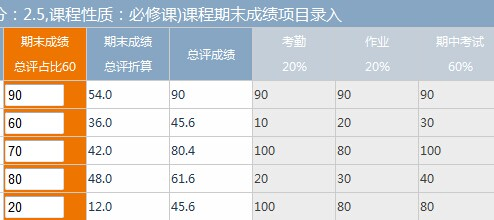 分：2.5,课程性质：必修课)课程期末成绩项目录入
期末成绩 期末成绩 总评成绩 考勤 作业 期中考试
总评占比60 总评折算 20% 20% 60%
90 54.0 90 90 90 90
60 36.0 45.6 10 20 30
70 42.0 80.4 100 80 100
80 48.0 61.6 20 30 40
20 12.0 45.6 100 80 80